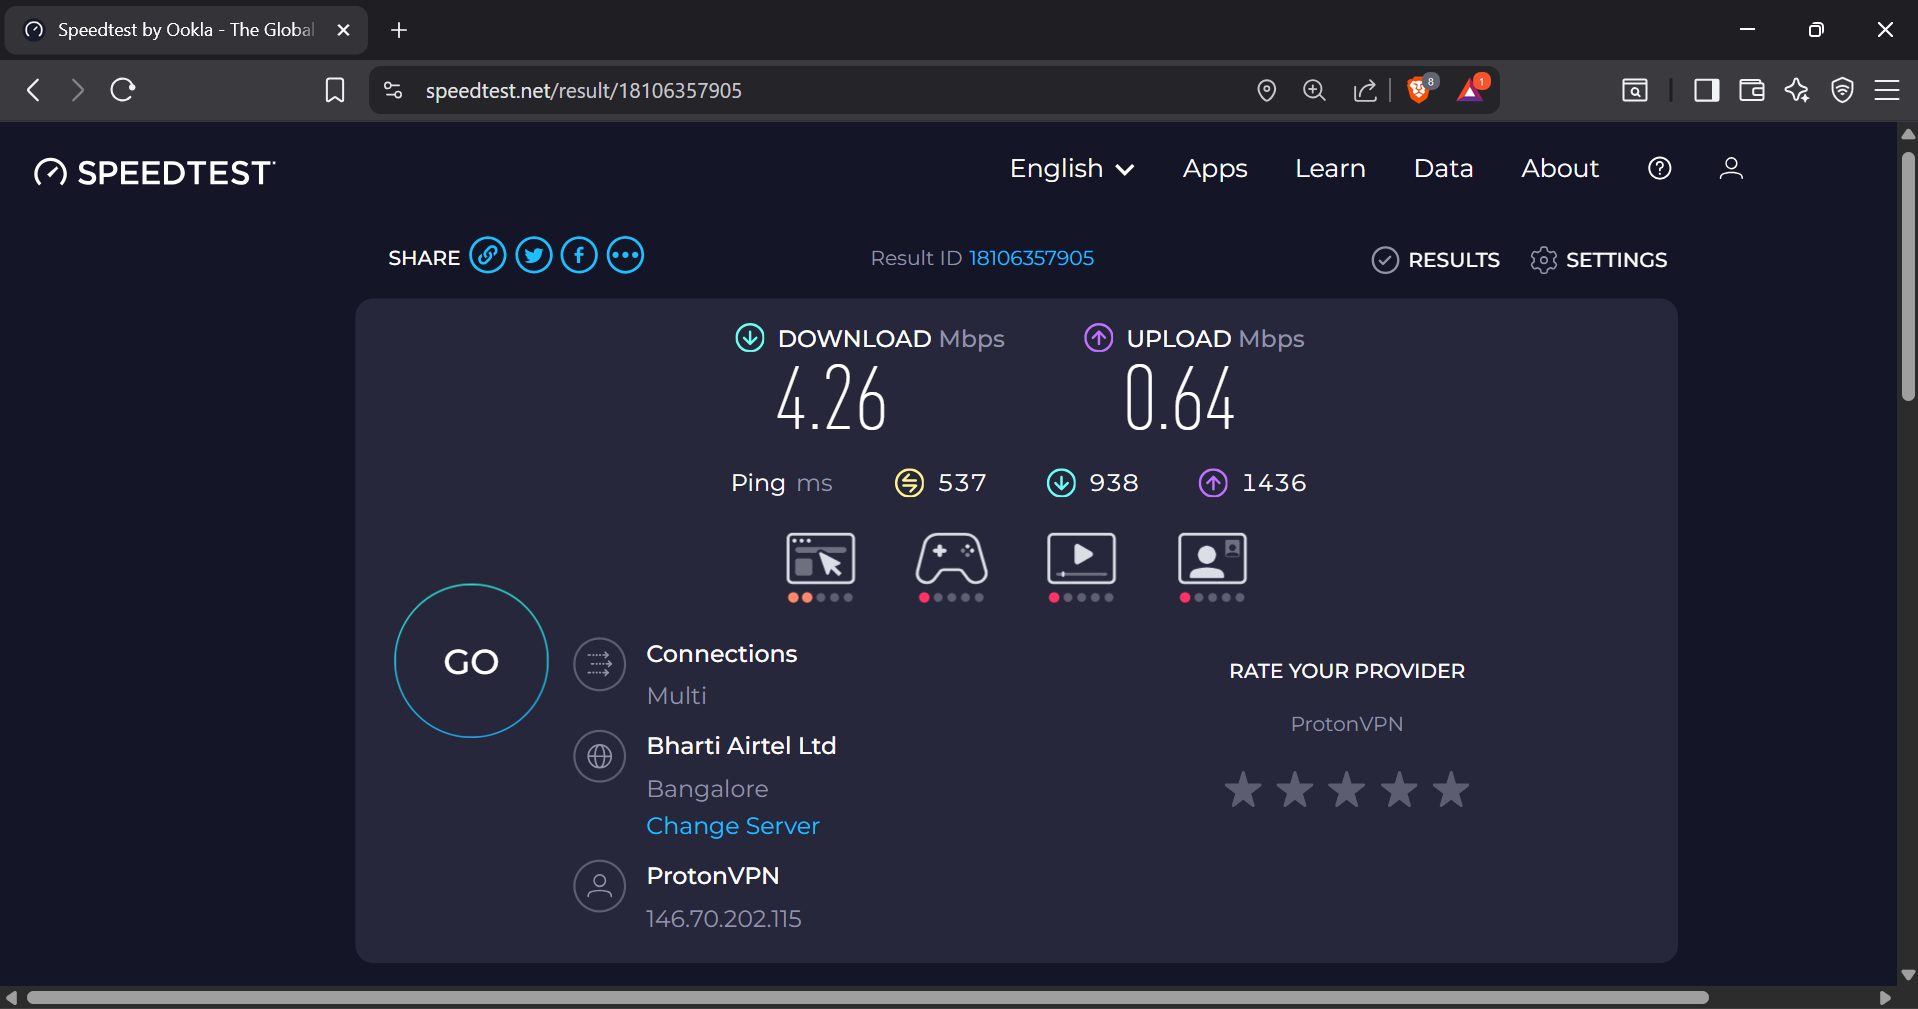 Speedtest by Ookla - The Global
speedtest.net/result/18106357905
8
1
SPEEDTEST
English
Apps
Learn
Data
About
SHARE
Result ID 18106357905
RESULTS
SETTINGS
DOWNLOAD Mbps
4.26
UPLOAD Mbps
0.64
Ping ms
537
938
1436
GO
Connections
Multi
Bharti Airtel Ltd
Bangalore
Change Server
ProtonVPN
146.70.202.115
RATE YOUR PROVIDER
ProtonVPN